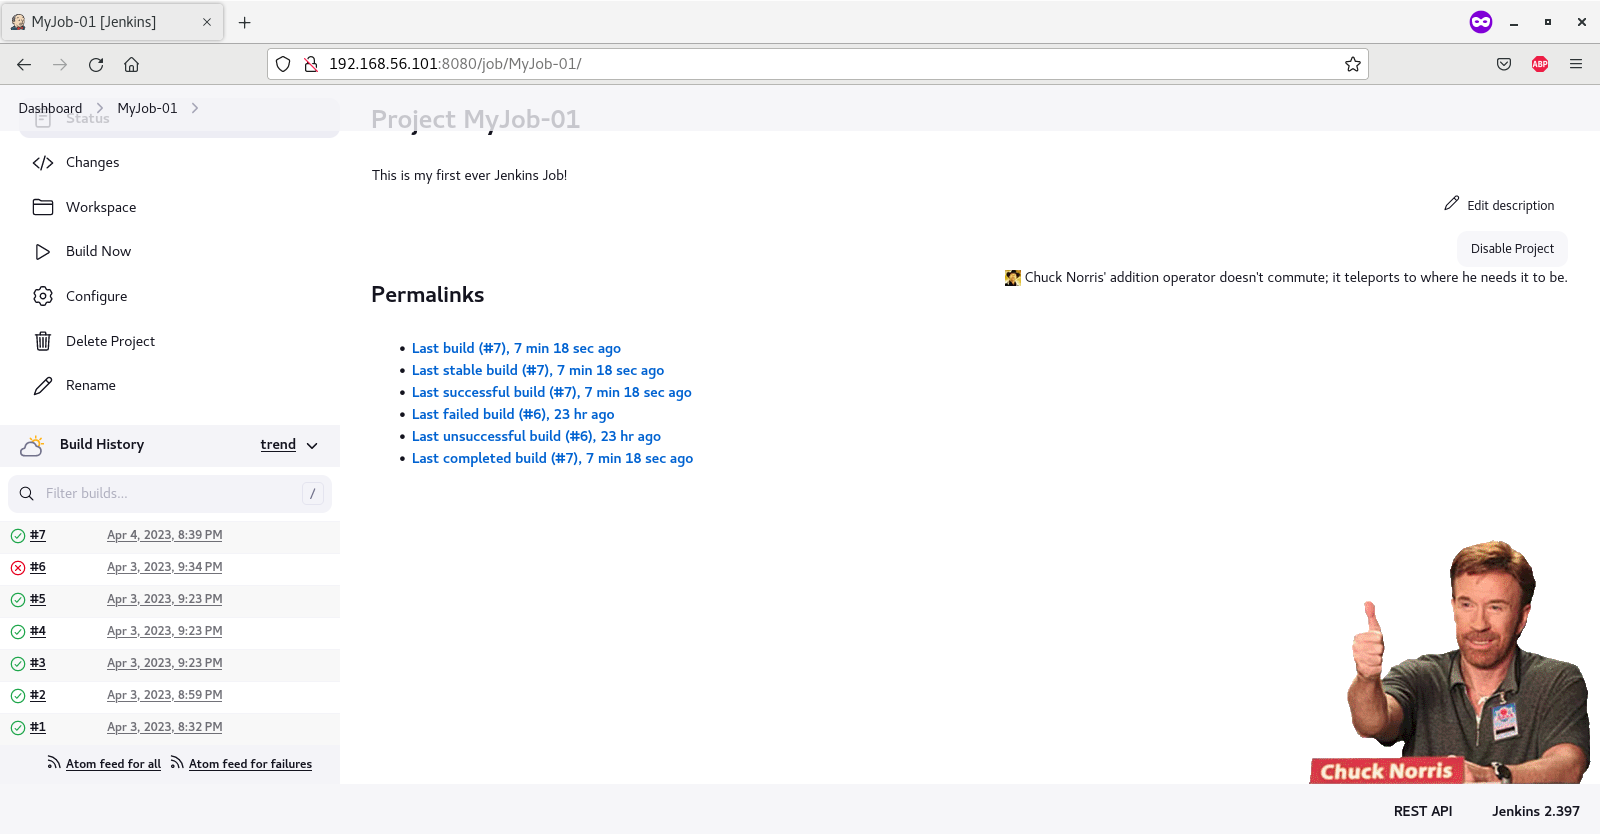 MyJob-01 [Jenkins]
192.168.56.101:8080/job/MyJob-01/
ABP
Dashboard
MyJob-01
Status
Changes
Workspace
Build Now
Configure
Delete Project
Rename
Build History
trend
Filter builds...
/
#7 Apr 4, 2023, 8:39 PM
#6 Apr 3, 2023, 9:34 PM
#5 Apr 3, 2023, 9:23 PM
#4 Apr 3, 2023, 9:23 PM
#3 Apr 3, 2023, 9:23 PM
#2 Apr 3, 2023, 8:59 PM
#1 Apr 3, 2023, 8:32 PM
Atom feed for all
Atom feed for failures
Project MyJob-01
This is my first ever Jenkins Job!
Edit description
Disable Project
Chuck Norris' addition operator doesn't commute; it teleports to where he needs it to be.
Permalinks
Last build (#7), 7 min 18 sec ago
Last stable build (#7), 7 min 18 sec ago
Last successful build (#7), 7 min 18 sec ago
Last failed build (#6), 23 hr ago
Last unsuccessful build (#6), 23 hr ago
Last completed build (#7), 7 min 18 sec ago
Chuck Norris
REST API
Jenkins 2.397